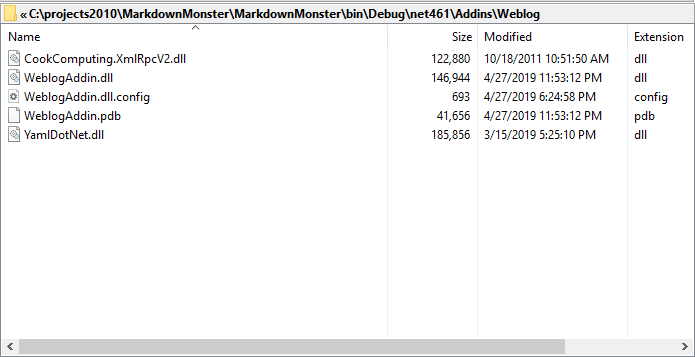 « C:\projects2010\MarkdownMonster\MarkdownMonster\bin\Debug\net461\Addins\Weblog
Name Size Modified Extension
CookComputing.XmlRpcV2.dll 122,880 10/18/2011 10:51:50 AM dll
WeblogAddin.dll 146,944 4/27/2019 11:53:12 PM dll
WeblogAddin.dll.config 693 4/27/2019 6:24:58 PM config
WeblogAddin.pdb 41,656 4/27/2019 11:53:12 PM pdb
YamlDotNet.dll 185,856 3/15/2019 5:25:10 PM dll